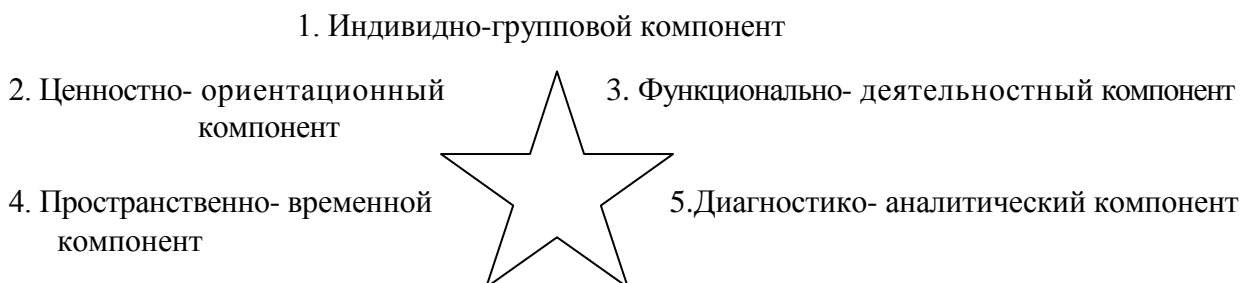 1. Индивидно-групповой компонент
2. Ценностно- ориентационный
компонент
3. Функционально- деятельностный компонент
4. Пространственно- временной
компонент
5.Диагностико- аналитический компонент